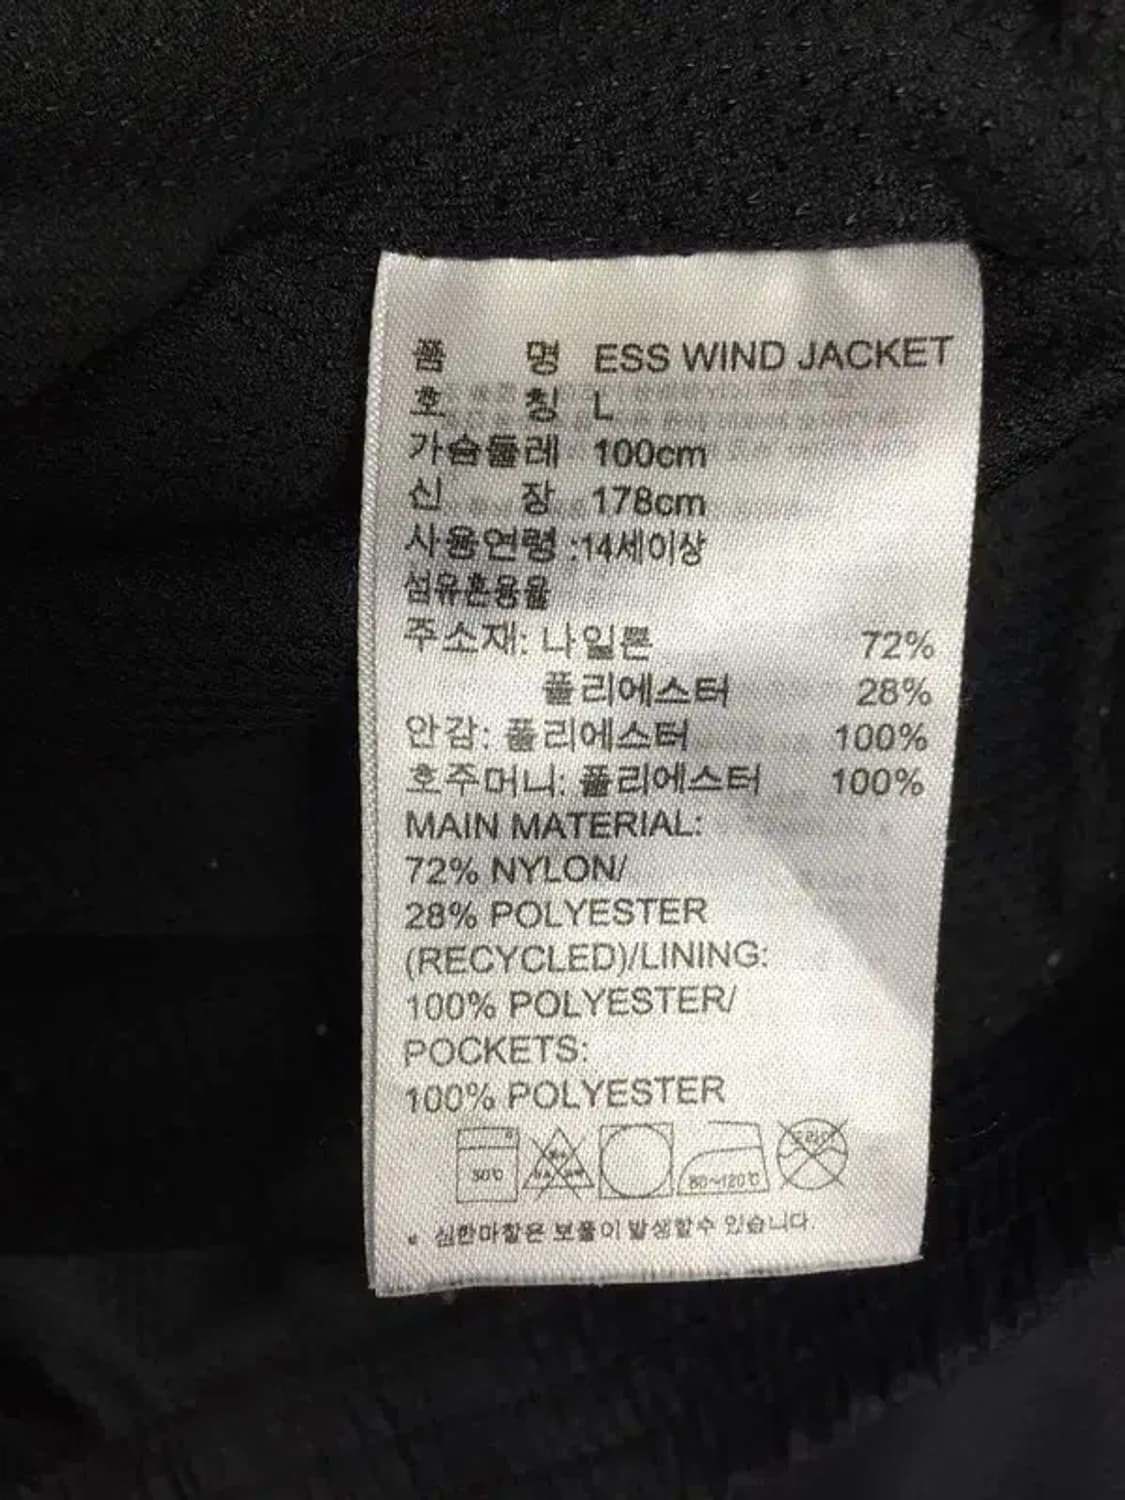 품 명 ESS WIND JACKET
호 칭 L
가슴둘레 100cm
신 장 178cm
사용연령 :14세이상
섬유혼용율
주소재: 나일론 72%
폴리에스터 28%
안감: 폴리에스터 100%
호주머니: 폴리에스터 100%
MAIN MATERIAL:
72% NYLON/
28% POLYESTER
(RECYCLED)/LINING:
100% POLYESTER/
POCKETS:
100% POLYESTER
30℃ 80~120℃ 드라이
* 심한마찰은 보풀이 발생할수 있습니다.